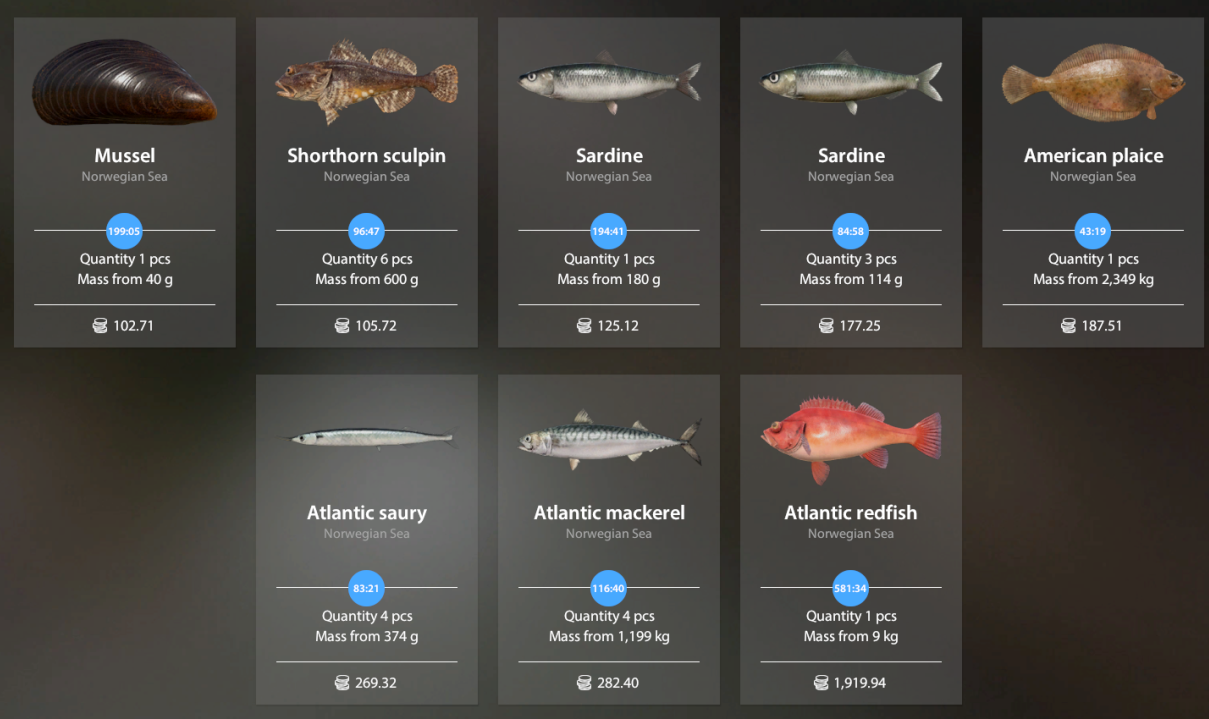 Mussel
Norwegian Sea
199:05
Quantity 1 pcs
Mass from 40 g
102.71
Shorthorn sculpin
Norwegian Sea
96:47
Quantity 6 pcs
Mass from 600 g
105.72
Sardine
Norwegian Sea
194:41
Quantity 1 pcs
Mass from 180 g
125.12
Sardine
Norwegian Sea
84:58
Quantity 3 pcs
Mass from 114 g
177.25
American plaice
Norwegian Sea
43:19
Quantity 1 pcs
Mass from 2,349 kg
187.51
Atlantic saury
Norwegian Sea
83:21
Quantity 4 pcs
Mass from 374 g
269.32
Atlantic mackerel
Norwegian Sea
116:40
Quantity 4 pcs
Mass from 1,199 kg
282.40
Atlantic redfish
Norwegian Sea
581:34
Quantity 1 pcs
Mass from 9 kg
1,919.94